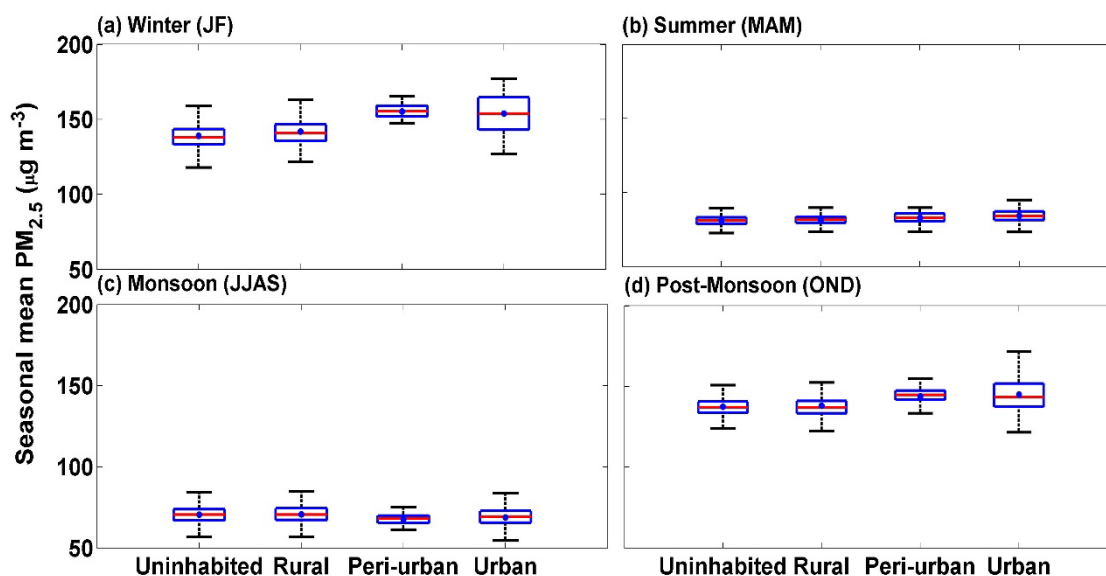 (a) Winter (JF)
(b) Summer (MAM)
200
150
100
50
(c) Monsoon (JJAS)
(d) Post-Monsoon (OND)
200
150
100
50
Seasonal mean PM2.5 (µg m-3)
Uninhabited Rural Peri-urban Urban
Uninhabited Rural Peri-urban Urban